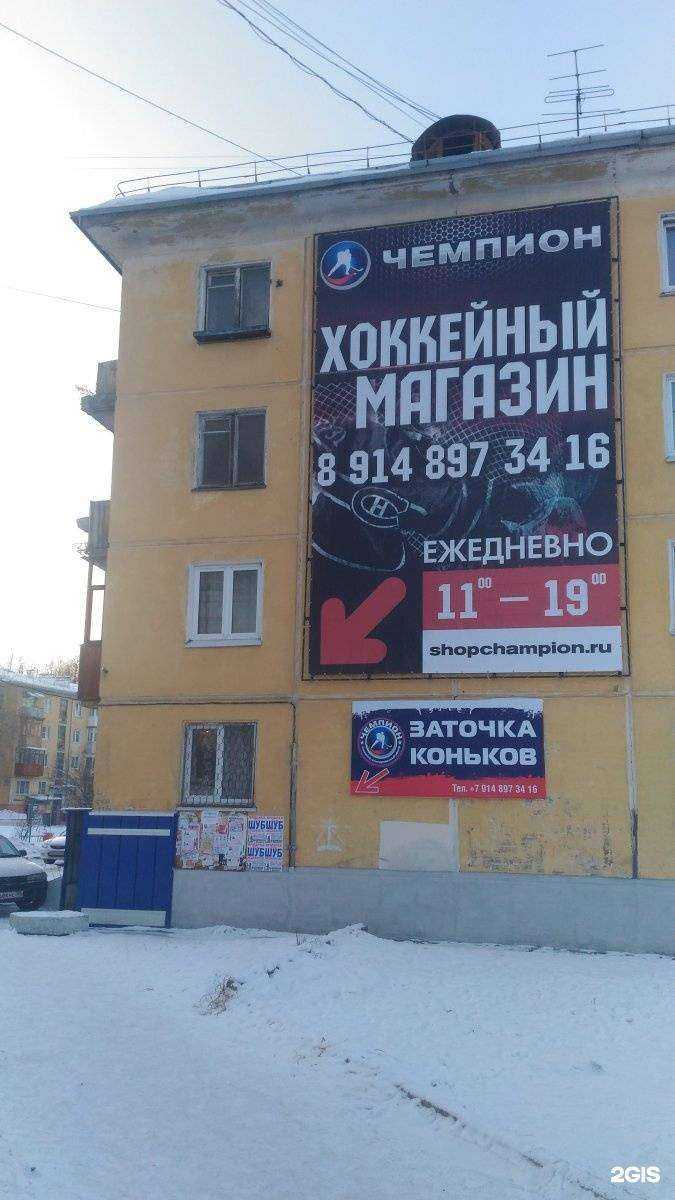 ЧЕМПИОН
ХОККЕЙНЫЙ
МАГАЗИН
8 914 897 34 16
ЕЖЕДНЕВНО
11⁰⁰ – 19⁰⁰
shopchampion.ru
ЧЕМПИОН
ЗАТОЧКА
КОНЬКОВ
Тел. +7 914 897 34 16
ШУБШУБ
ШУБШУБ
2GIS